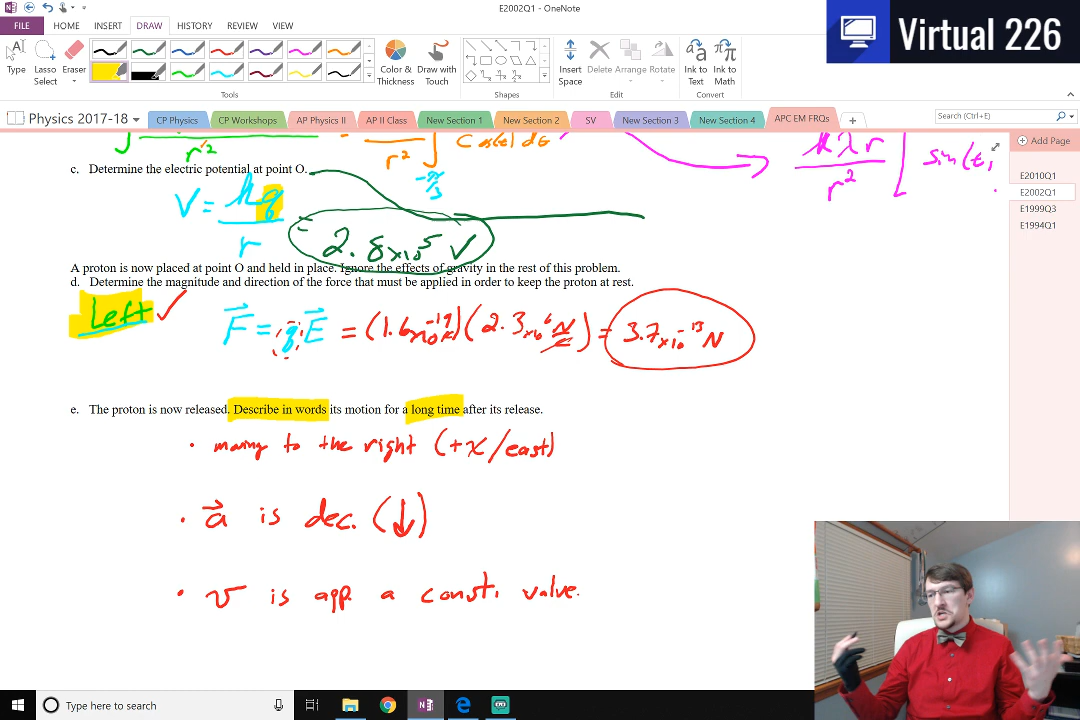 E2002Q1 - OneNote
Virtual 226
FILE HOME INSERT DRAW HISTORY REVIEW VIEW
Type Lasso Select Eraser Color & Thickness Draw with Touch Insert Space Delete Arrange Rotate Ink to Text Ink to Math
Tools Shapes Edit Convert
Physics 2017-18 CP Physics CP Workshops AP Physics II AP II Class New Section 1 New Section 2 SV New Section 3 New Section 4 APC EM FRQs Search (Ctrl+E)
Add Page
E2010Q1
E2002Q1
E1999Q3
E1994Q1
r² r² kλr / r² sin(t,
-π/3
c. Determine the electric potential at point O.
V = kq / r = 2.8x10⁵ V
A proton is now placed at point O and held in place. Ignore the effects of gravity in the rest of this problem.
d. Determine the magnitude and direction of the force that must be applied in order to keep the proton at rest.
Left ✓ F = qE = (1.6x10⁻¹⁹ C)(2.3x10⁶ N/C) = 3.7x10⁻¹³ N
e. The proton is now released. Describe in words its motion for a long time after its release.
• moving to the right (+x/east)
• a is dec. (↓)
• v is app. a const. value.
Type here to search